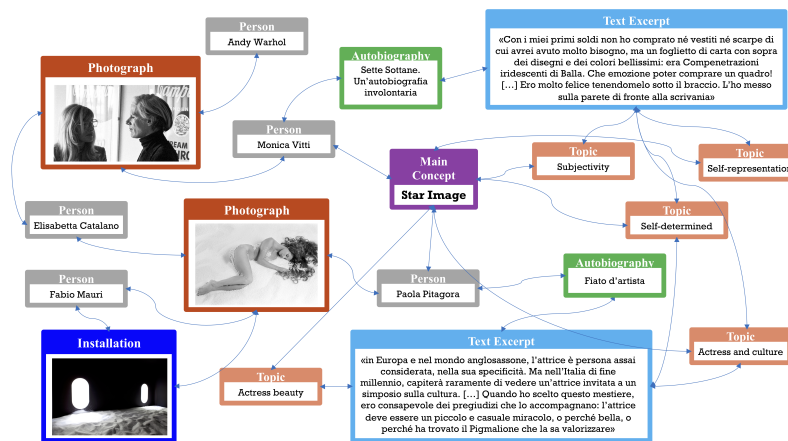 Person
Andy Warhol
Photograph
Autobiography
Sette Sottane.
Un'autobiografia
involontaria
Text Excerpt
«Con i miei primi soldi non ho comprato né vestiti né scarpe di
cui avrei avuto molto bisogno, ma un foglietto di carta con sopra
dei disegni e dei colori bellissimi: era Compenetrazioni
iridescenti di Balla. Che emozione poter comprare un quadro!
[…] Ero molto felice tenendomelo sotto il braccio. L'ho messo
sulla parete di fronte alla scrivania»
Person
Monica Vitti
Main
Concept
Star Image
Topic
Subjectivity
Topic
Self-representation
Person
Elisabetta Catalano
Photograph
Topic
Self-determined
Person
Fabio Mauri
Person
Paola Pitagora
Autobiography
Fiato d'artista
Installation
Topic
Actress beauty
Text Excerpt
«in Europa e nel mondo anglosassone, l'attrice è persona assai
considerata, nella sua specificità. Ma nell'Italia di fine
millennio, capiterà raramente di vedere un'attrice invitata a un
simposio sulla cultura. […] Quando ho scelto questo mestiere,
ero consapevole dei pregiudizi che lo accompagnano: l'attrice
deve essere un piccolo e casuale miracolo, o perché bella, o
perché ha trovato il Pigmalione che la sa valorizzare»
Topic
Actress and culture